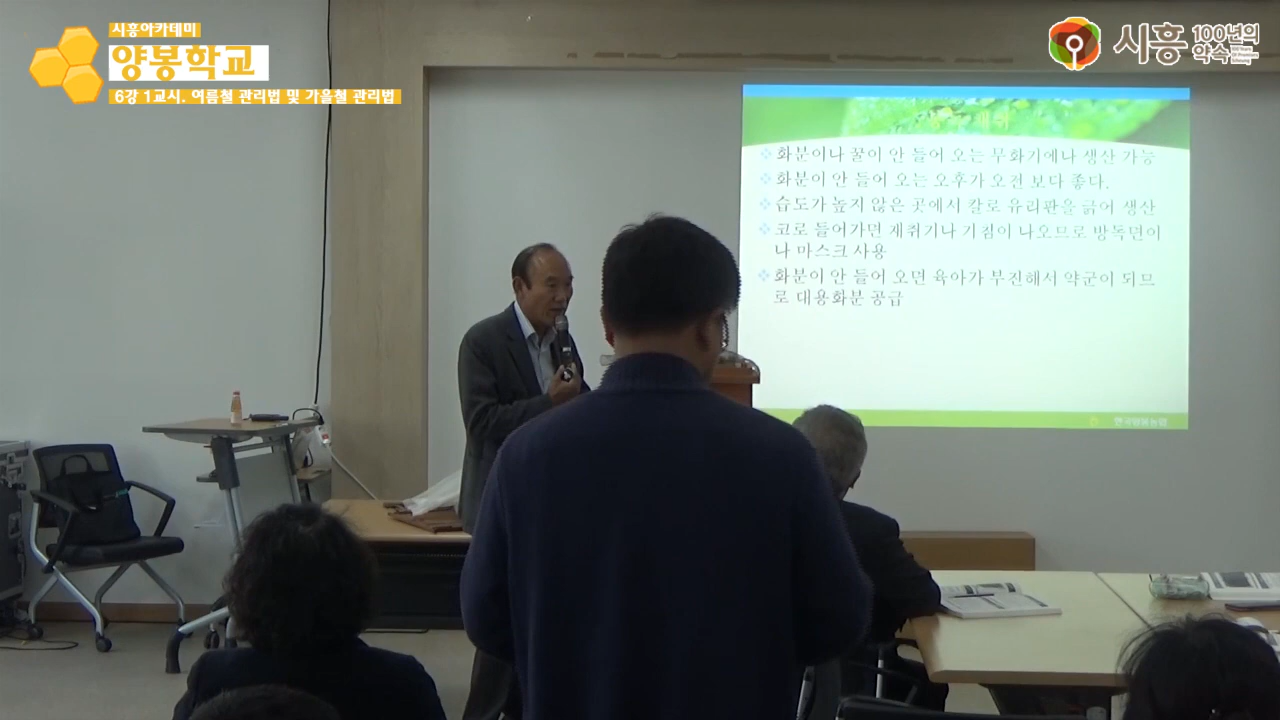 시흥아카데미
양봉학교
6강 1교시. 여름철 관리법 및 가을철 관리법
시흥 100년의 약속
화분이나 꿀이 안 들어 오는 무화기에나 생산 가능
화분이 안 들어 오는 오후가 오전 보다 좋다.
습도가 높지 않은 곳에서 칼로 유리판을 긁어 생산
코로 들어가면 재취기나 기침이 나오므로 방독면이
나 마스크 사용
화분이 안 들어 오면 육아가 부진해서 약군이 되므
로 대용화분 공급
한국양봉농협